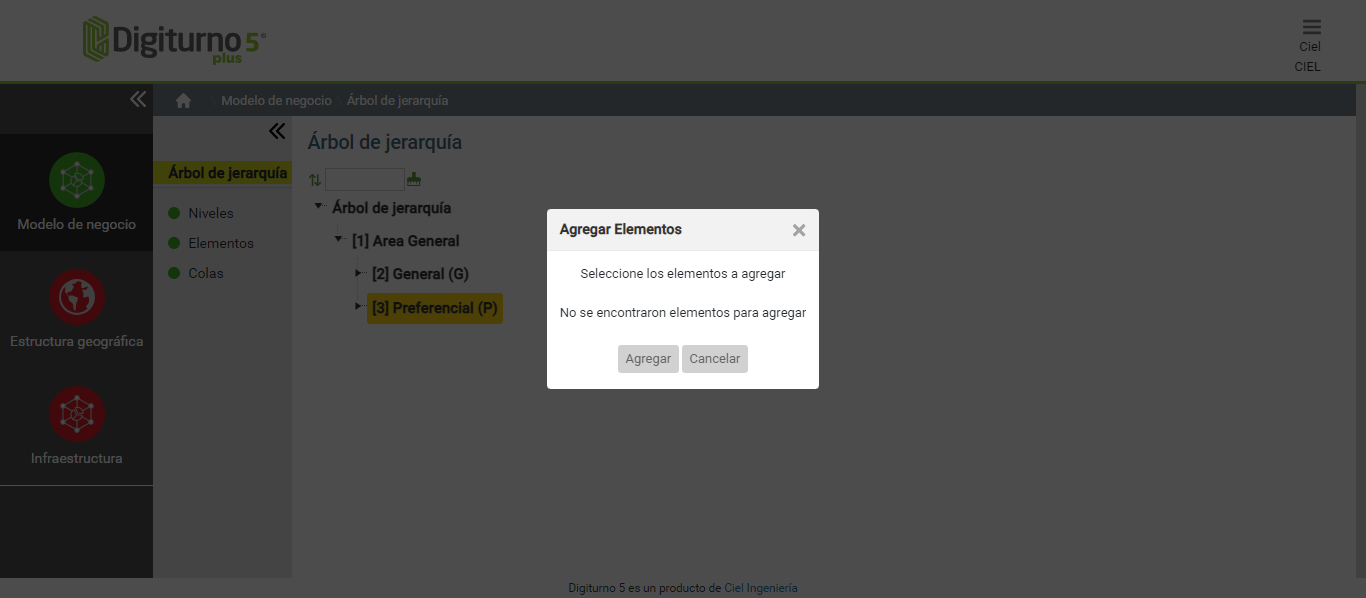 Digiturno 5®
plus
Ciel
CIEL
Modelo de negocio Árbol de jerarquía
Árbol de jerarquía
Árbol de jerarquía
Modelo de negocio
Niveles
Elementos
Colas
Estructura geográfica
Infraestructura
Árbol de jerarquía
[1] Area General
[2] General (G)
[3] Preferencial (P)
Agregar Elementos
Seleccione los elementos a agregar
No se encontraron elementos para agregar
Agregar Cancelar
Digiturno 5 es un producto de Ciel Ingeniería